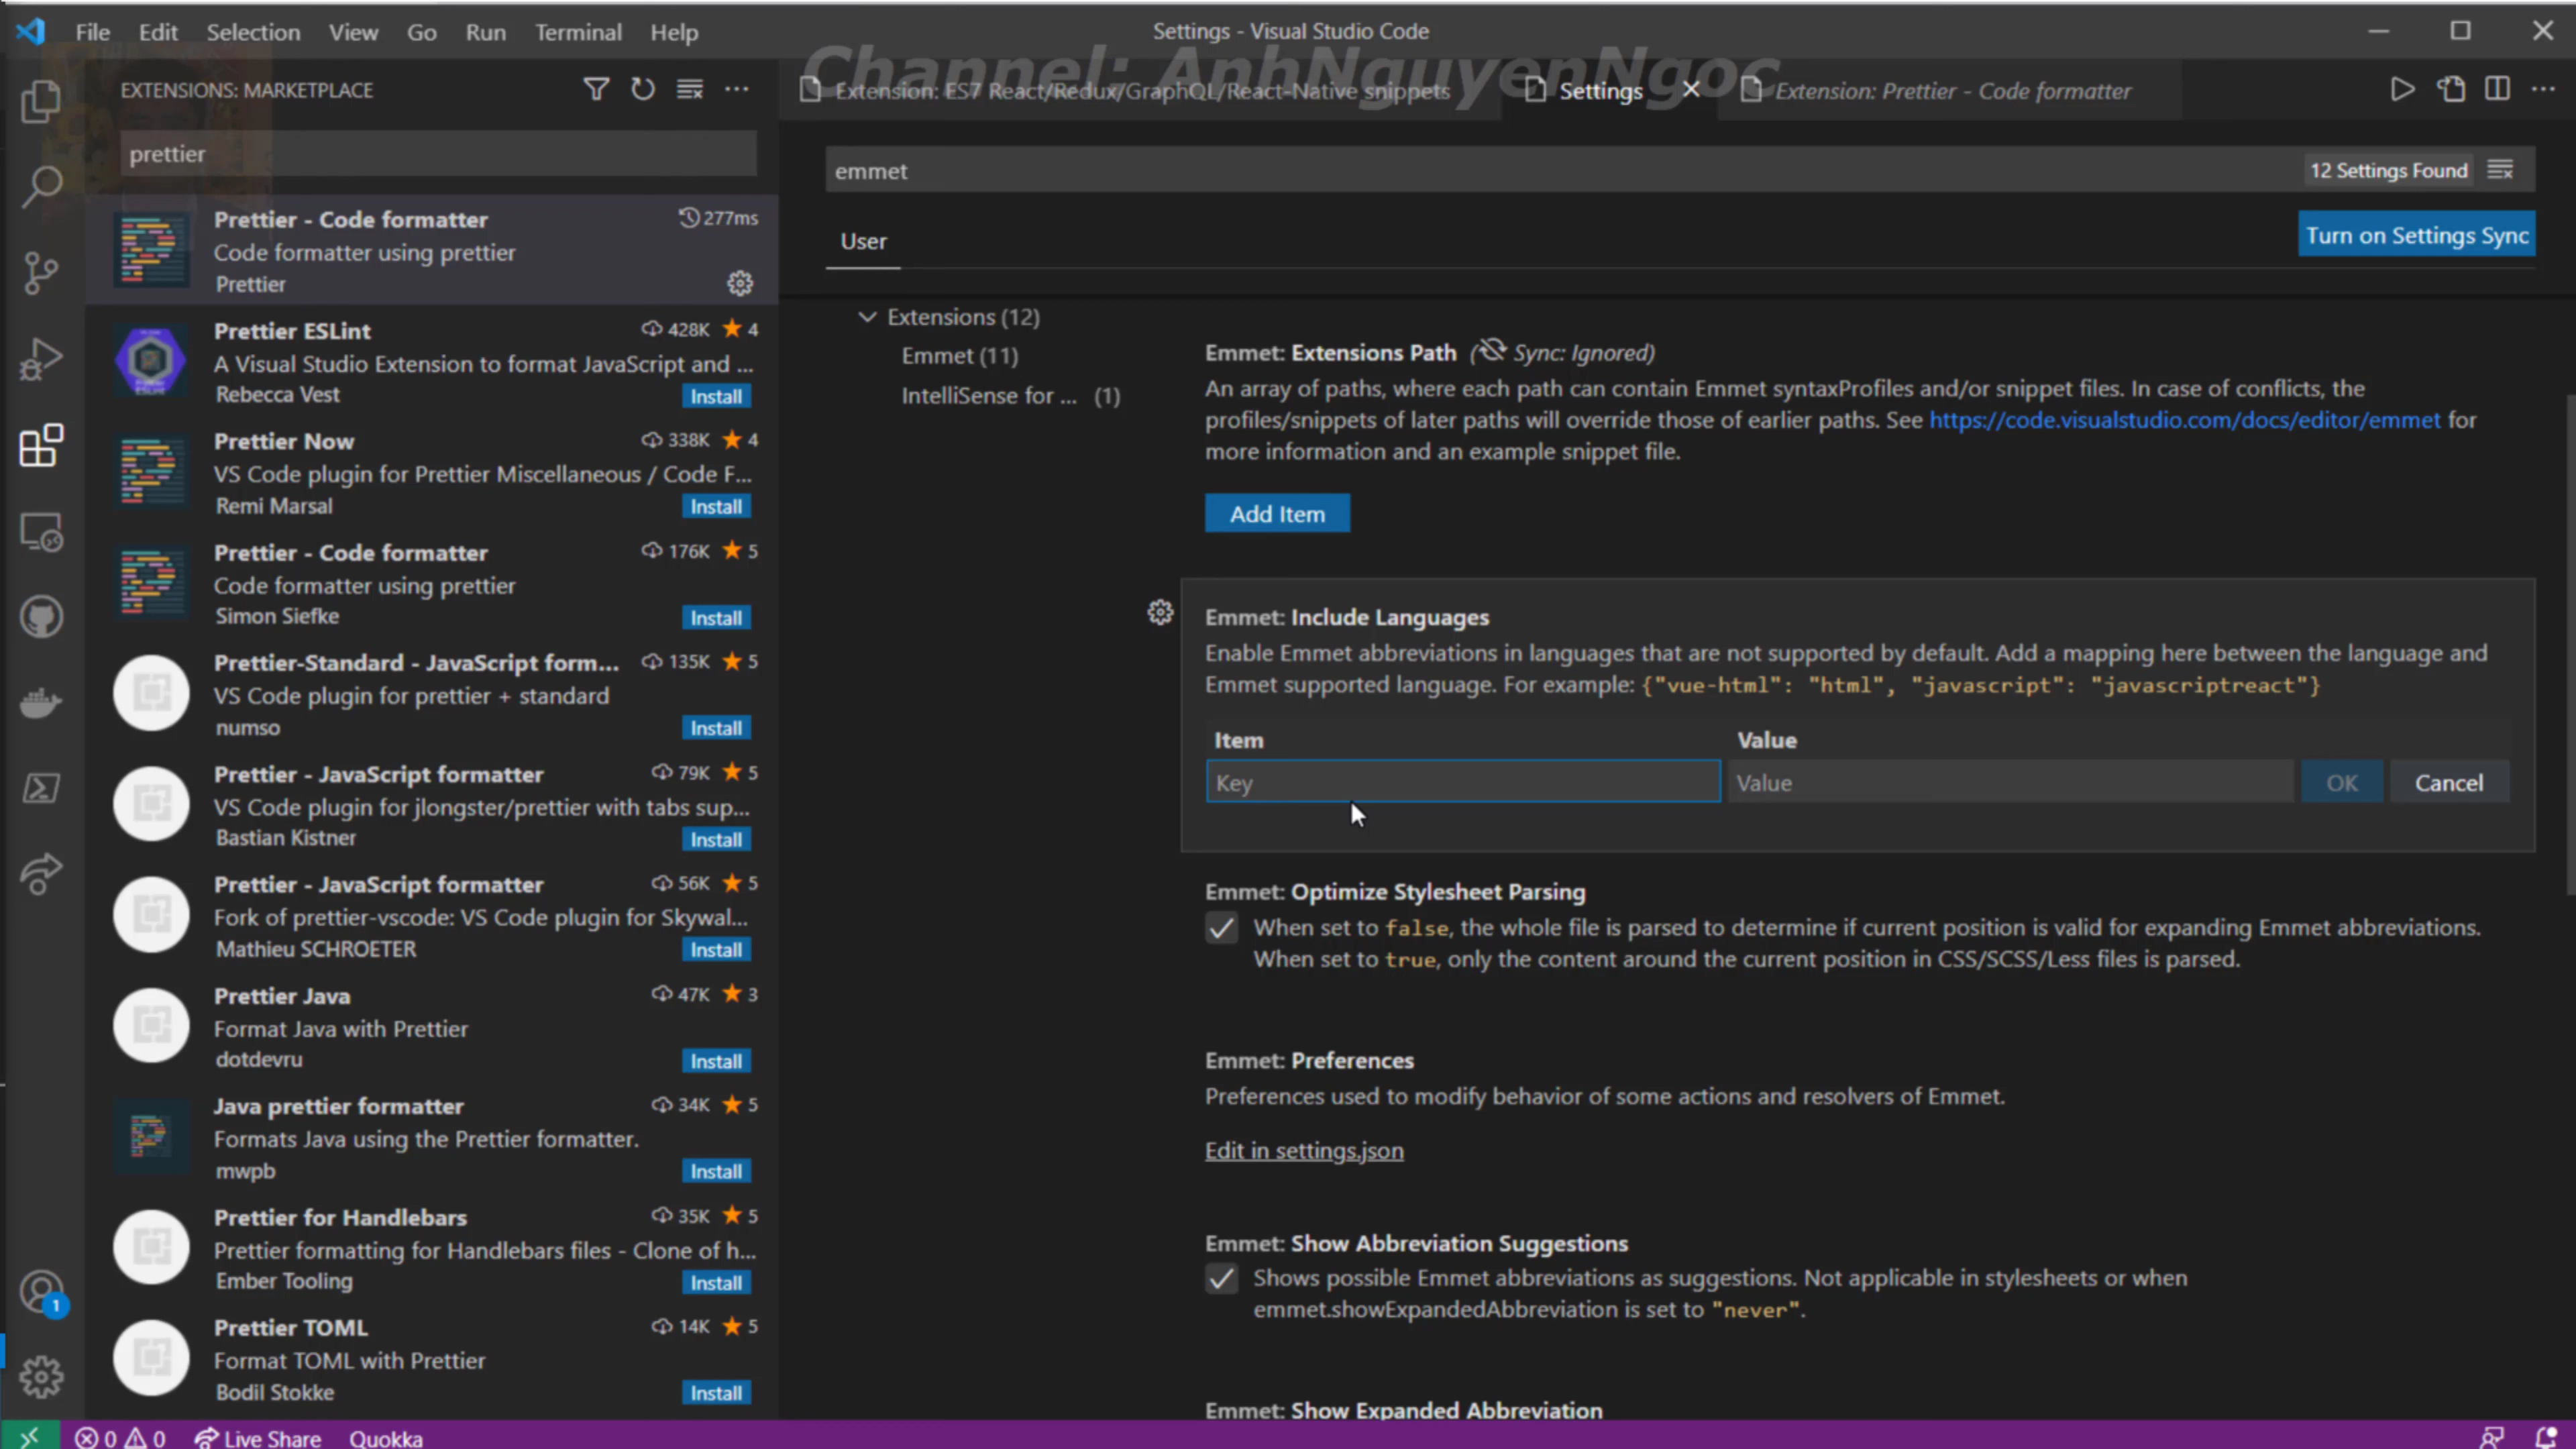 File Edit Selection View Go Run Terminal Help
Settings - Visual Studio Code
Channel: AnhNguyenNgoc
EXTENSIONS: MARKETPLACE
Extension: ES7 React/Redux/GraphQL/React-Native snippets
Settings
Extension: Prettier - Code formatter
prettier
emmet
12 Settings Found
User
Turn on Settings Sync
Prettier - Code formatter 277ms
Code formatter using prettier
Prettier
Prettier ESLint 428K 4
A Visual Studio Extension to format JavaScript and ...
Rebecca Vest Install
Prettier Now 338K 4
VS Code plugin for Prettier Miscellaneous / Code F...
Remi Marsal Install
Prettier - Code formatter 176K 5
Code formatter using prettier
Simon Siefke Install
Prettier-Standard - JavaScript form... 135K 5
VS Code plugin for prettier + standard
numso Install
Prettier - JavaScript formatter 79K 5
VS Code plugin for jlongster/prettier with tabs sup...
Bastian Kistner Install
Prettier - JavaScript formatter 56K 5
Fork of prettier-vscode: VS Code plugin for Skywal...
Mathieu SCHROETER Install
Prettier Java 47K 3
Format Java with Prettier
dotdevru Install
Java prettier formatter 34K 5
Formats Java using the Prettier formatter.
mwpb Install
Prettier for Handlebars 35K 5
Prettier formatting for Handlebars files - Clone of h...
Ember Tooling Install
Prettier TOML 14K 5
Format TOML with Prettier
Bodil Stokke Install
Extensions (12)
Emmet (11)
IntelliSense for ... (1)
Emmet: Extensions Path ( Sync: Ignored)
An array of paths, where each path can contain Emmet syntaxProfiles and/or snippet files. In case of conflicts, the
profiles/snippets of later paths will override those of earlier paths. See https://code.visualstudio.com/docs/editor/emmet for
more information and an example snippet file.
Add Item
Emmet: Include Languages
Enable Emmet abbreviations in languages that are not supported by default. Add a mapping here between the language and
Emmet supported language. For example: {"vue-html": "html", "javascript": "javascriptreact"}
Item Value
Key Value OK Cancel
Emmet: Optimize Stylesheet Parsing
When set to false, the whole file is parsed to determine if current position is valid for expanding Emmet abbreviations.
When set to true, only the content around the current position in CSS/SCSS/Less files is parsed.
Emmet: Preferences
Preferences used to modify behavior of some actions and resolvers of Emmet.
Edit in settings.json
Emmet: Show Abbreviation Suggestions
Shows possible Emmet abbreviations as suggestions. Not applicable in stylesheets or when
emmet.showExpandedAbbreviation is set to "never".
Emmet: Show Expanded Abbreviation
1
0 0 Live Share Quokka